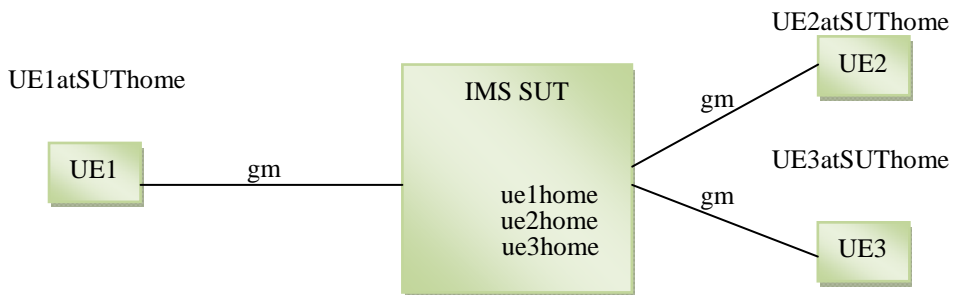 UE2atSUThome
UE1atSUThome
IMS SUT
UE2
gm
UE1
gm
UE3atSUThome
gm
ue1home
ue2home
ue3home
UE3